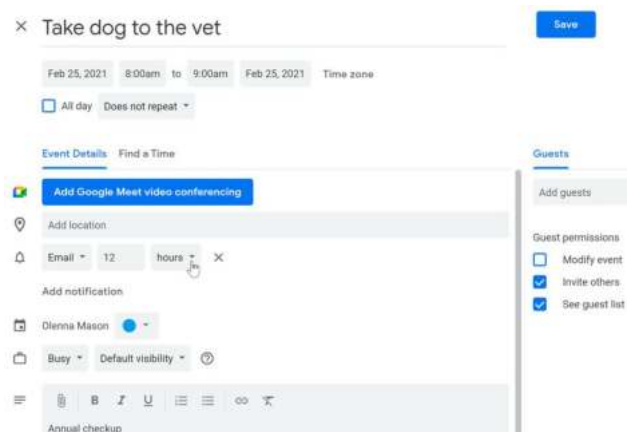 Take dog to the vet
Save
Feb 25, 2021 8:00am to 9:00am Feb 25, 2021 Time zone
All day Does not repeat
Event Details Find a Time
Guests
Add Google Meet video conferencing
Add guests
Add location
Guest permissions
Email 12 hours
Modify event
Invite others
Add notification
See guest list
Olenna Mason
Busy Default visibility
B I U
Annual checkup